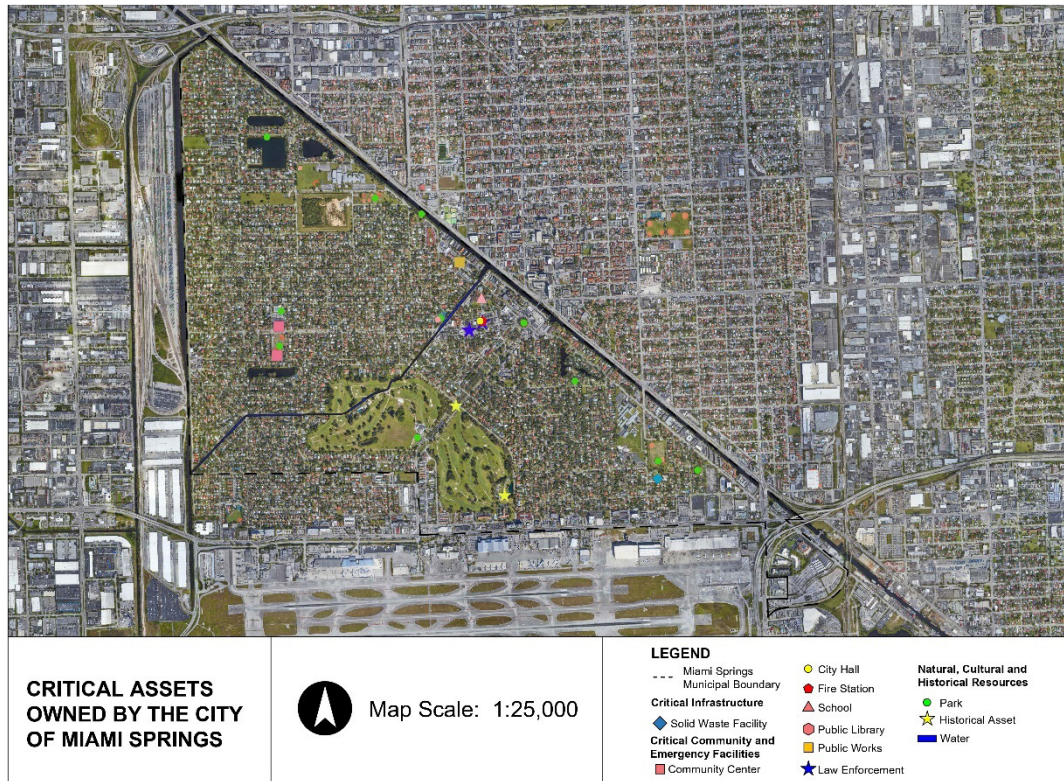 CRITICAL ASSETS
OWNED BY THE CITY
OF MIAMI SPRINGS
Map Scale: 1:25,000
LEGEND
Miami Springs
Municipal Boundary
Critical Infrastructure
Solid Waste Facility
Critical Community and
Emergency Facilities
Community Center
City Hall
Fire Station
School
Public Library
Public Works
Law Enforcement
Natural, Cultural and
Historical Resources
Park
Historical Asset
Water